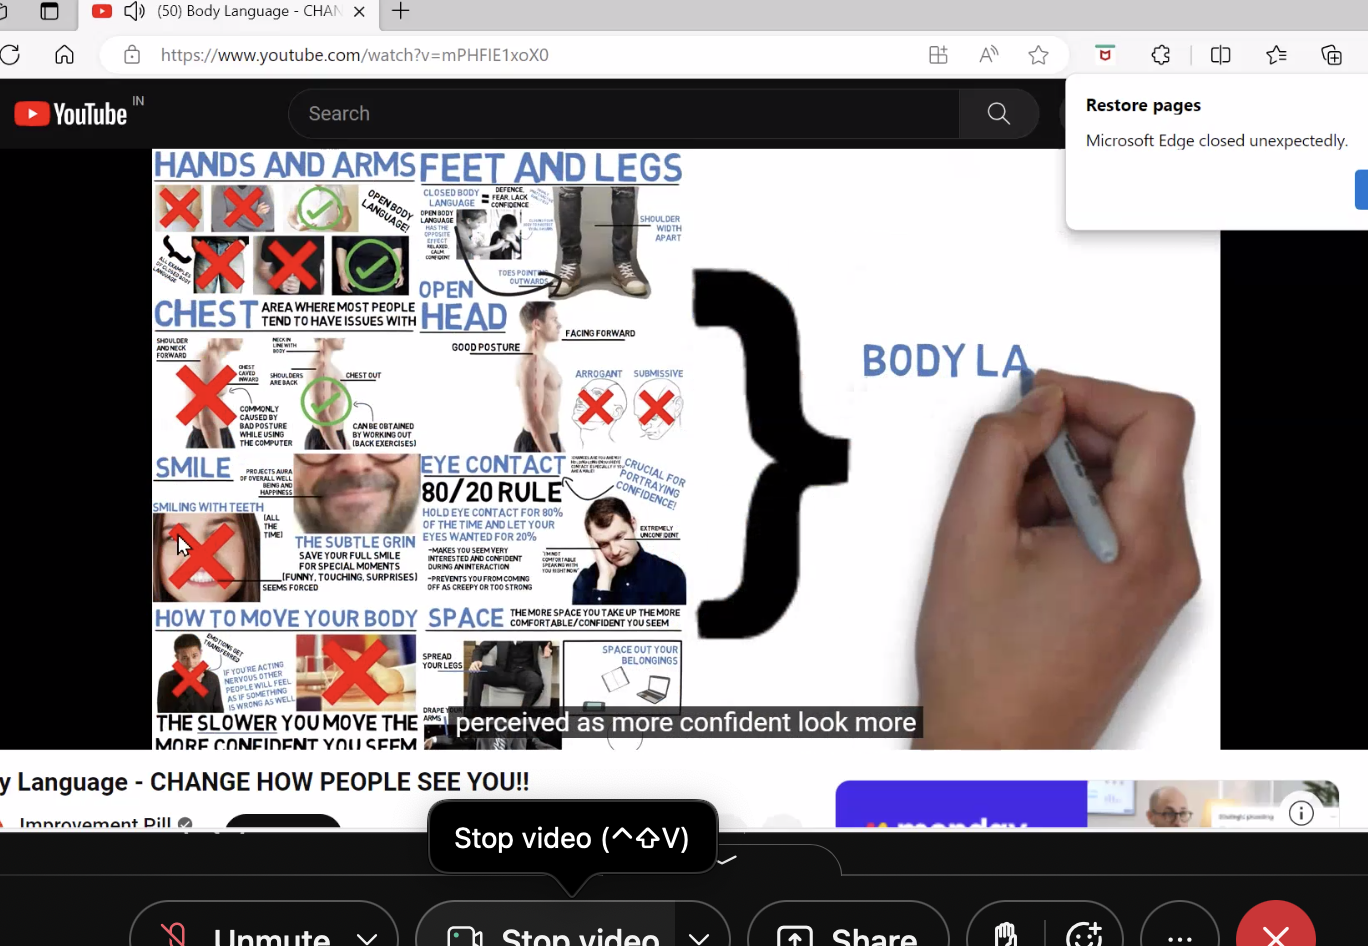 (50) Body Language - CHAN
https://www.youtube.com/watch?v=mPHFIE1xoX0
YouTube IN
Search
Restore pages
Microsoft Edge closed unexpectedly.
HANDS AND ARMS
OPEN BODY
LANGUAGE!
ALL EXAMPLES
OF CLOSED BODY
LANGUAGE
CHEST AREA WHERE MOST PEOPLE
TEND TO HAVE ISSUES WITH
SHOULDER
AND NECK
FORWARD
CHEST
CAVED
INWARD
COMMONLY
CAUSED BY
BAD POSTURE
WHILE USING
THE COMPUTER
NECK IN
LINE WITH
BODY
SHOULDERS
ARE BACK
CHEST OUT
CAN BE OBTAINED
BY WORKING OUT
(BACK EXERCISES)
SMILE
PROJECTS AURA
OF OVERALL WELL
BEING AND
HAPPINESS
SMILING WITH TEETH
(ALL
THE
TIME)
SEEMS FORCED
THE SUBTLE GRIN
SAVE YOUR FULL SMILE
FOR SPECIAL MOMENTS
(FUNNY, TOUCHING, SURPRISES)
HOW TO MOVE YOUR BODY
EMOTIONS GET
TRANSFERRED
IF YOU'RE ACTING
NERVOUS OTHER
PEOPLE WILL FEEL
AS IF SOMETHING
IS WRONG AS WELL
THE SLOWER YOU MOVE THE
MORE CONFIDENT YOU SEEM
FEET AND LEGS
CLOSED BODY
LANGUAGE = DEFENCE,
FEAR, LACK
CONFIDENCE
OPEN BODY
LANGUAGE
HAS THE
OPPOSITE
EFFECT
RELAXED,
CALM,
CONFIDENT
SHOULDER
WIDTH
APART
TOES POINTING
OUTWARDS
OPEN
HEAD
GOOD POSTURE
FACING FORWARD
ARROGANT SUBMISSIVE
EYE CONTACT
80/20 RULE
HOLD EYE CONTACT FOR 80%
OF THE TIME AND LET YOUR
EYES WANTED FOR 20%
-MAKES YOU SEEM VERY
INTERESTED AND CONFIDENT
DURING AN INTERACTION
-PREVENTS YOU FROM COMING
OFF AS CREEPY OR TOO STRONG
CRUCIAL FOR
PORTRAYING
CONFIDENCE!
EXTREMELY
UNCONFIDENT
"I'M NOT
COMFORTABLE
SPEAKING WITH
YOU RIGHT NOW"
SPACE THE MORE SPACE YOU TAKE UP THE MORE
COMFORTABLE/CONFIDENT YOU SEEM
SPREAD
YOUR LEGS
SPACE OUT YOUR
BELONGINGS
DRAPE YOUR
ARMS
BODY LA
perceived as more confident look more
y Language - CHANGE HOW PEOPLE SEE YOU!!
Improvement Pill
monday
Stop video (^⇧V)
Unmute
Stop video
Share